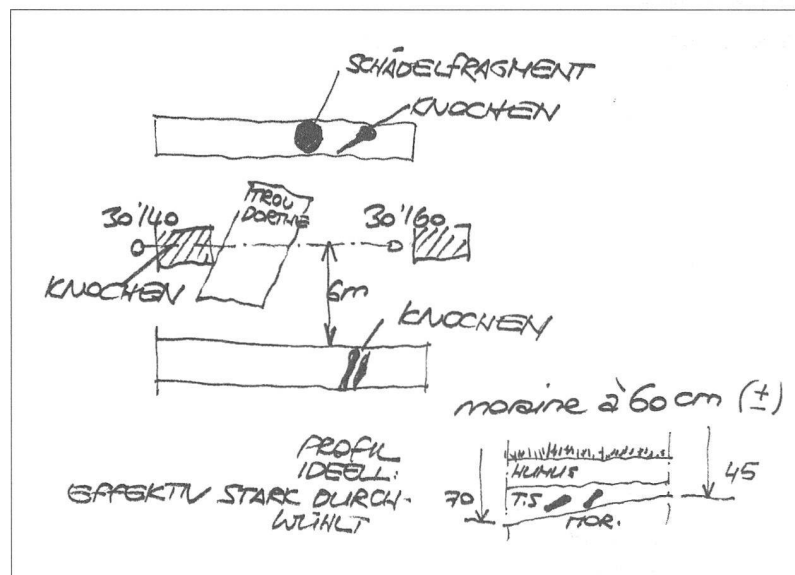 SCHÄDELFRAGMENT
KNOCHEN
30'140
TROU
DORTHE
30'160
KNOCHEN
6m
KNOCHEN
moraine à 60 cm (±)
PROFIL
IDEELL:
EFFEKTIV STARK DURCH-
WÜHLT
70
HUMUS
T.S
MOR.
45